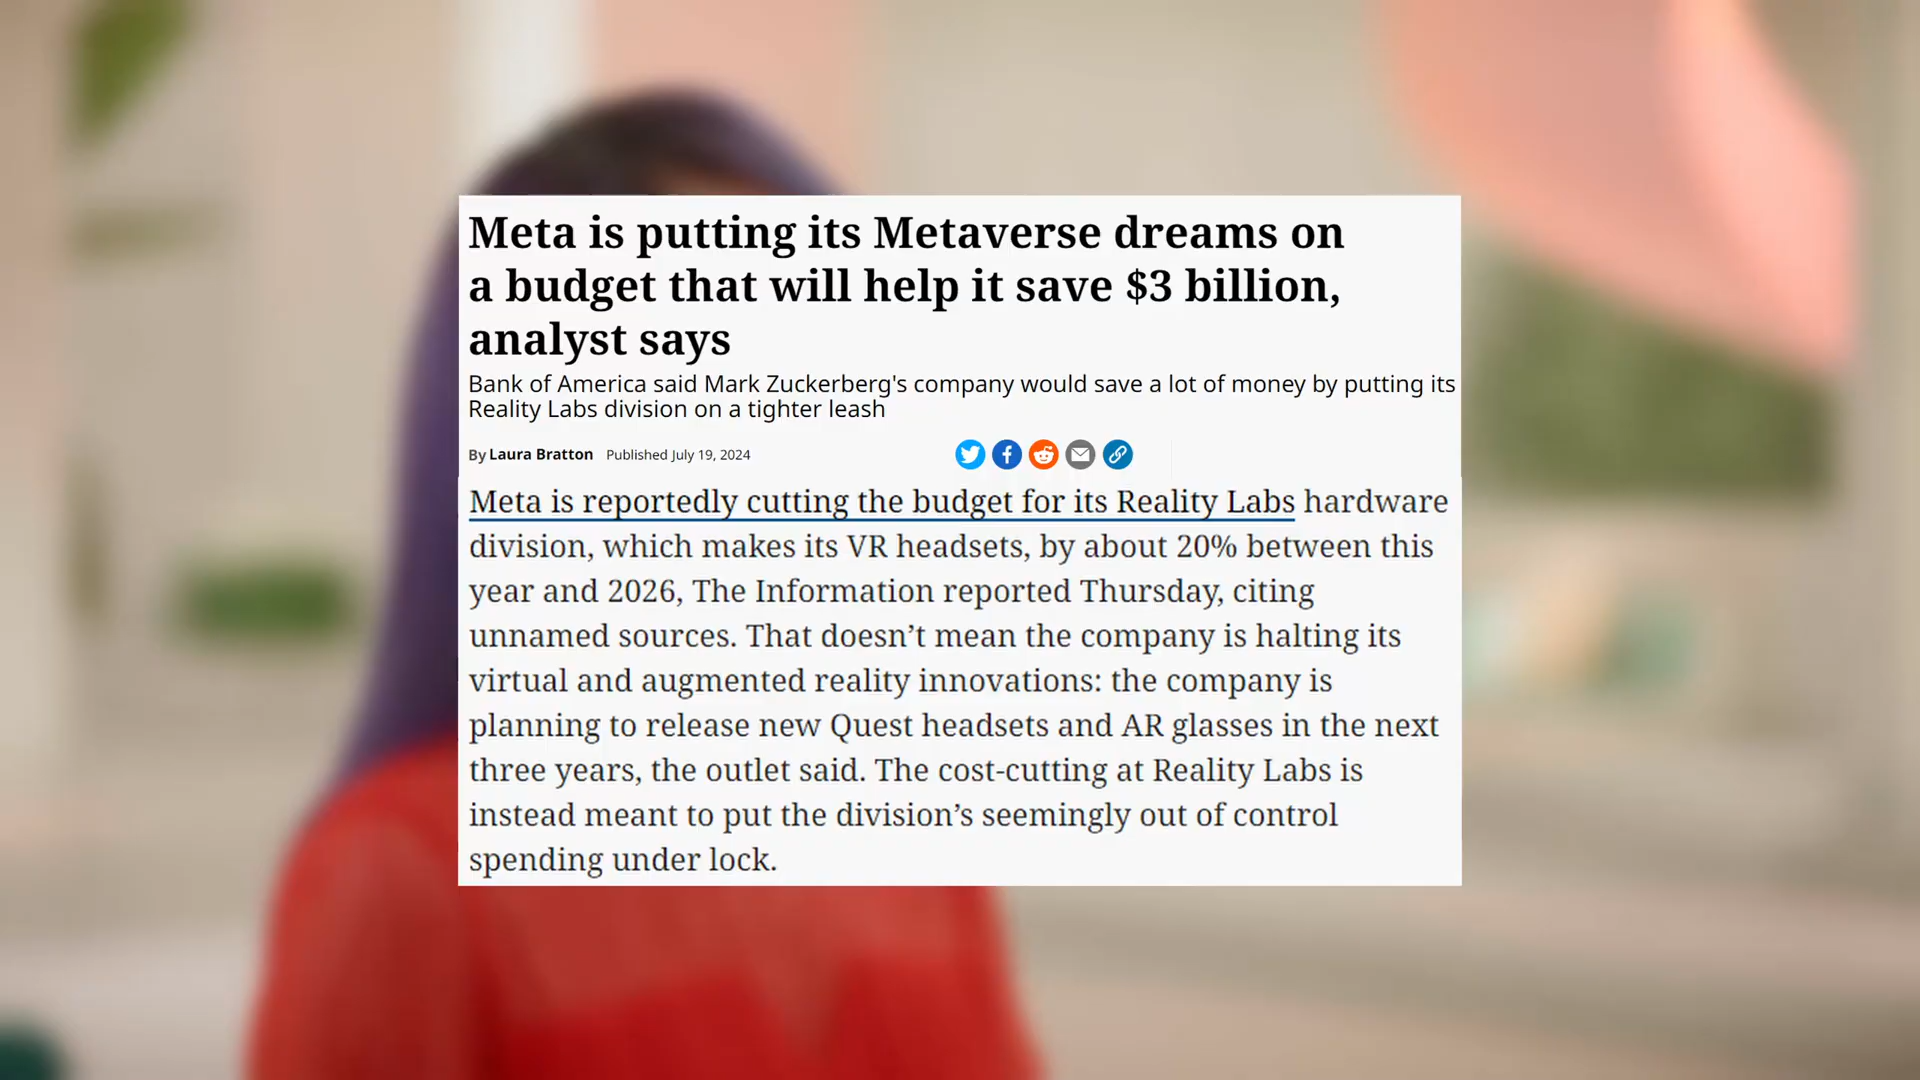 Meta is putting its Metaverse dreams on
a budget that will help it save $3 billion,
analyst says
Bank of America said Mark Zuckerberg's company would save a lot of money by putting its
Reality Labs division on a tighter leash
By Laura Bratton Published July 19, 2024
Meta is reportedly cutting the budget for its Reality Labs hardware
division, which makes its VR headsets, by about 20% between this
year and 2026, The Information reported Thursday, citing
unnamed sources. That doesn’t mean the company is halting its
virtual and augmented reality innovations: the company is
planning to release new Quest headsets and AR glasses in the next
three years, the outlet said. The cost-cutting at Reality Labs is
instead meant to put the division’s seemingly out of control
spending under lock.